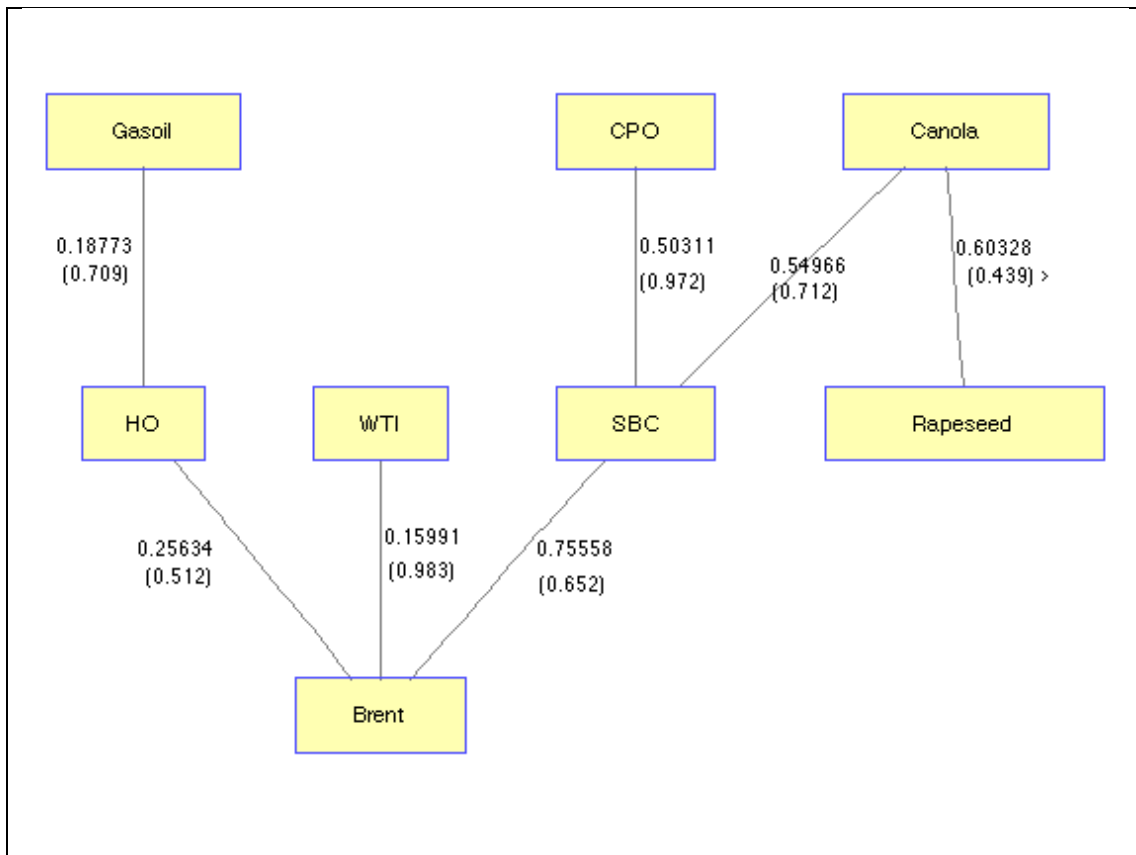 Gasoil
CPO
Canola
0.18773
(0.709)
0.50311
(0.972)
0.54966
(0.712)
0.60328
(0.439) >
HO
WTI
SBC
Rapeseed
0.25634
(0.512)
0.15991
(0.983)
0.75558
(0.652)
Brent